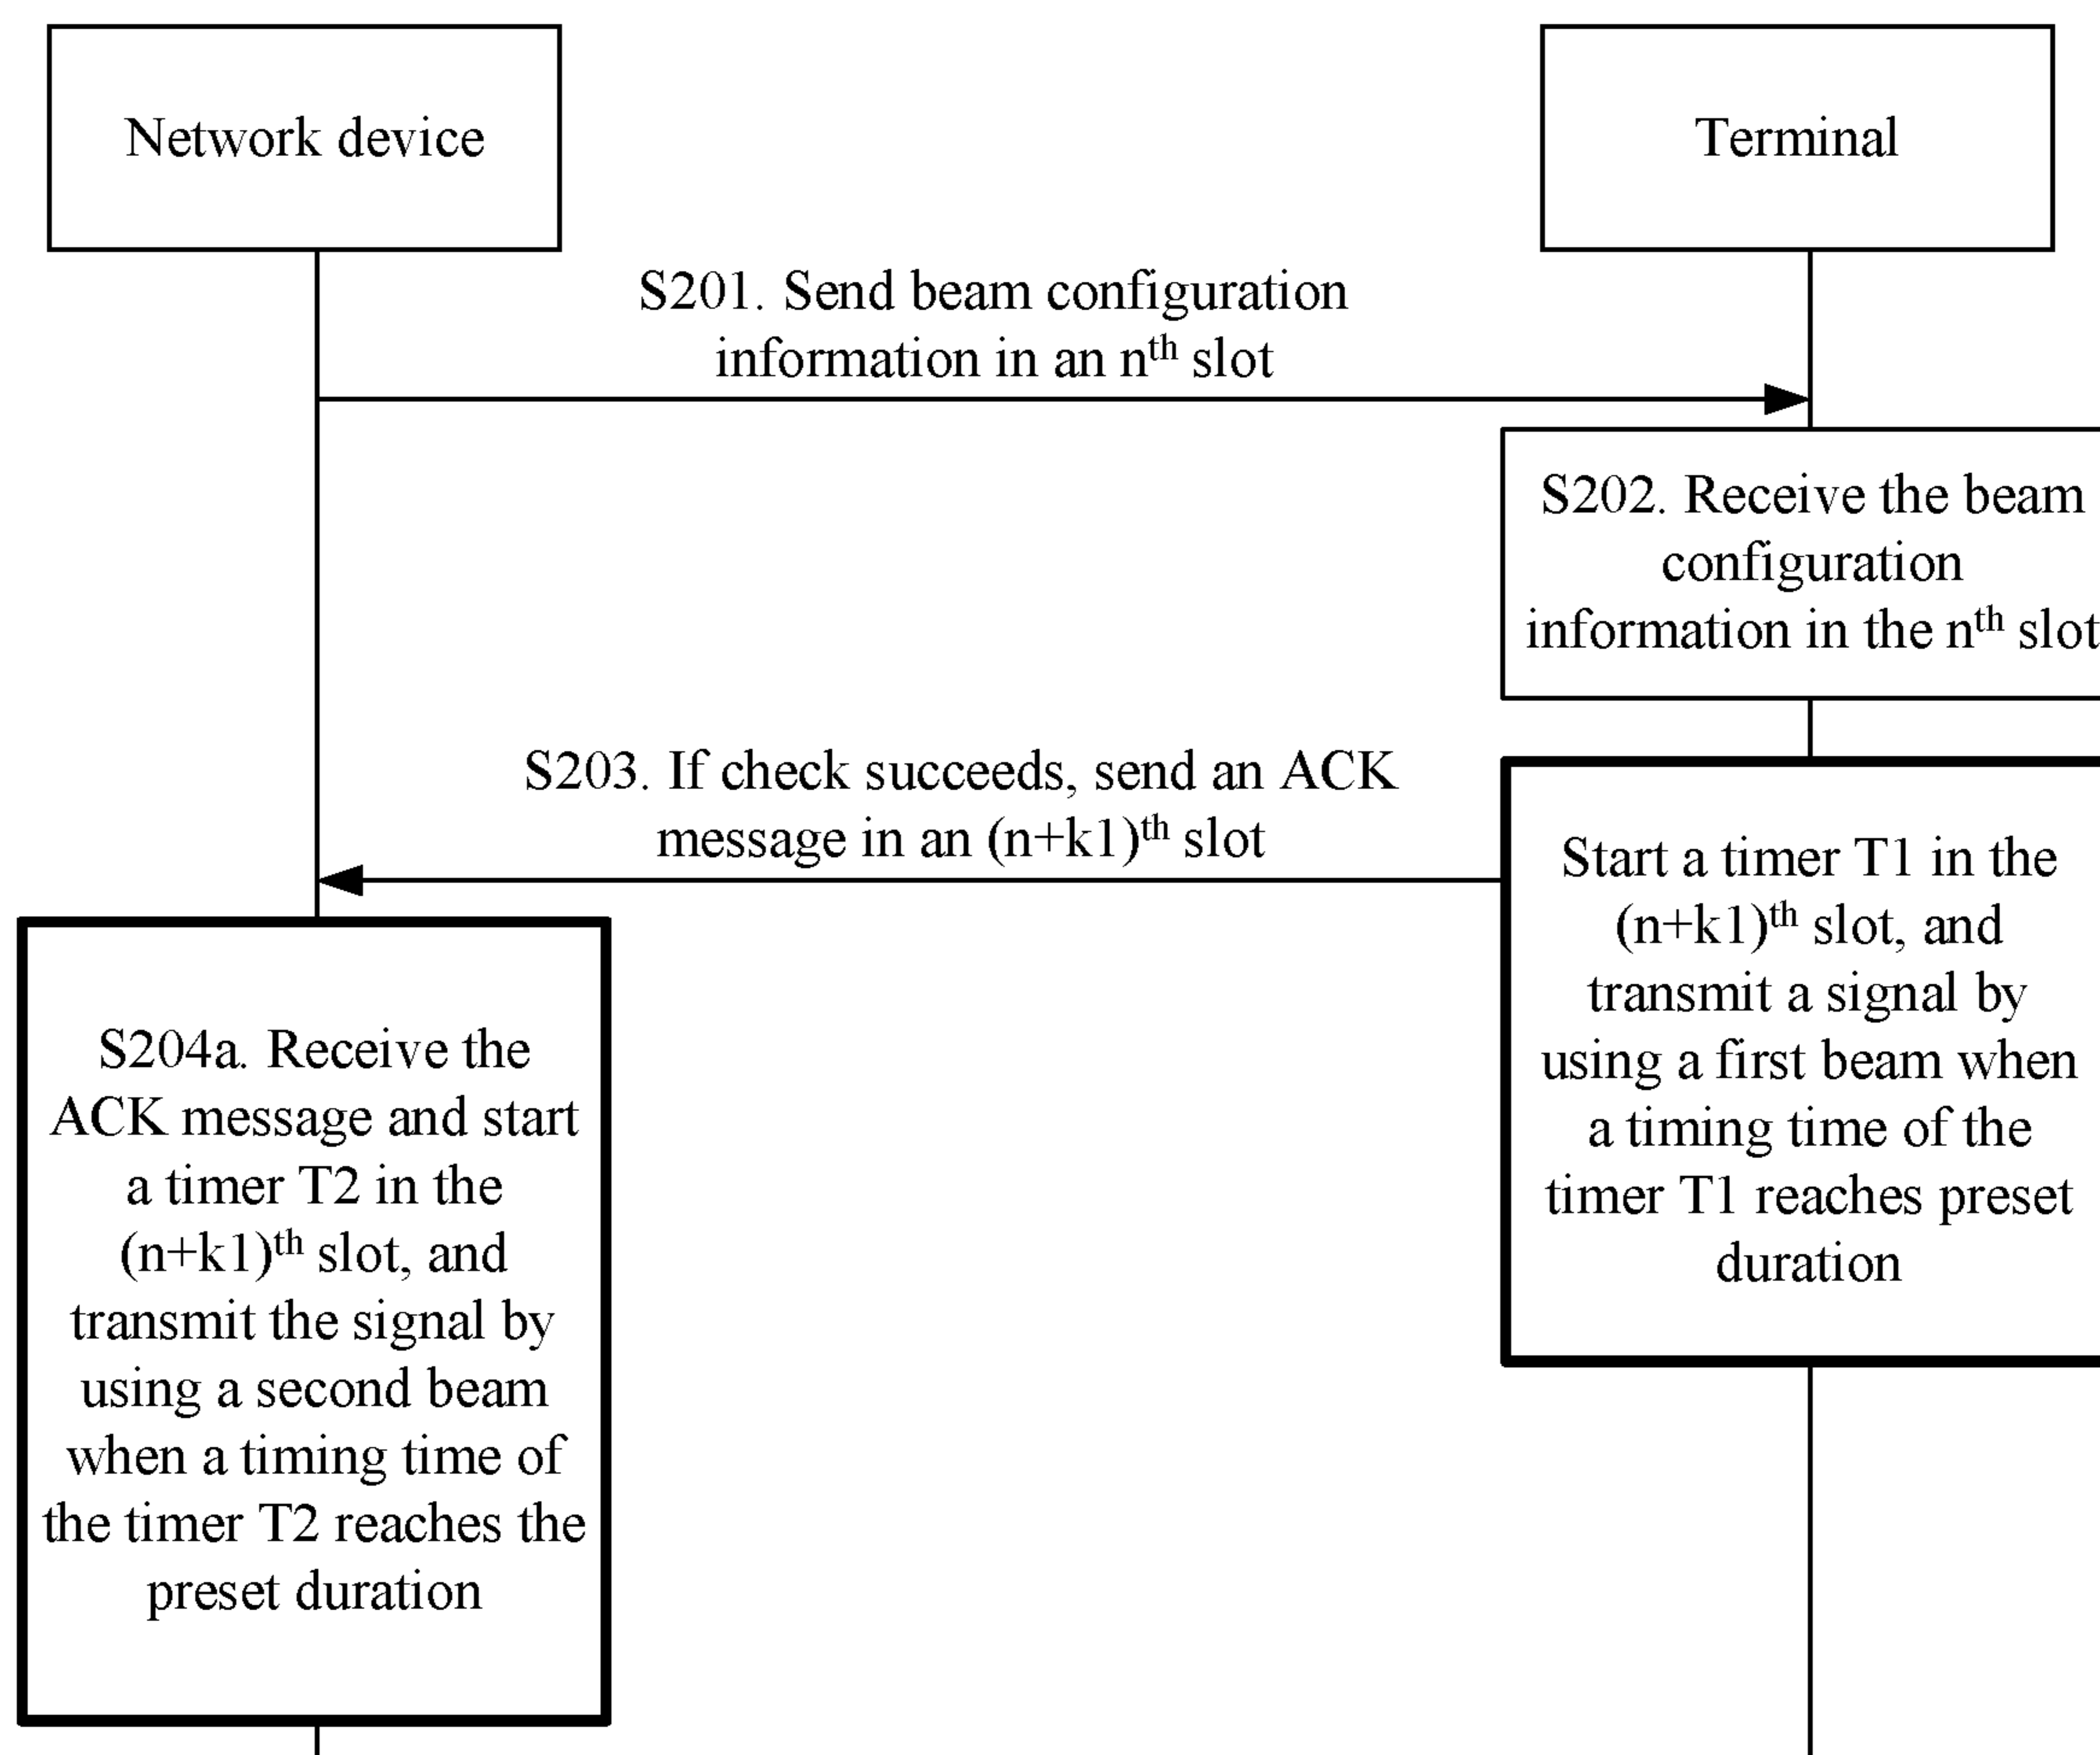 Network device
Terminal
S201. Send beam configuration
information in an nth slot
S202. Receive the beam
configuration
information in the nth slot
S203. If check succeeds, send an ACK
message in an (n+k1)th slot
Start a timer T1 in the
(n+k1)th slot, and
transmit a signal by
using a first beam when
a timing time of the
timer T1 reaches preset
duration
S204a. Receive the
ACK message and start
a timer T2 in the
(n+k1)th slot, and
transmit the signal by
using a second beam
when a timing time of
the timer T2 reaches the
preset duration